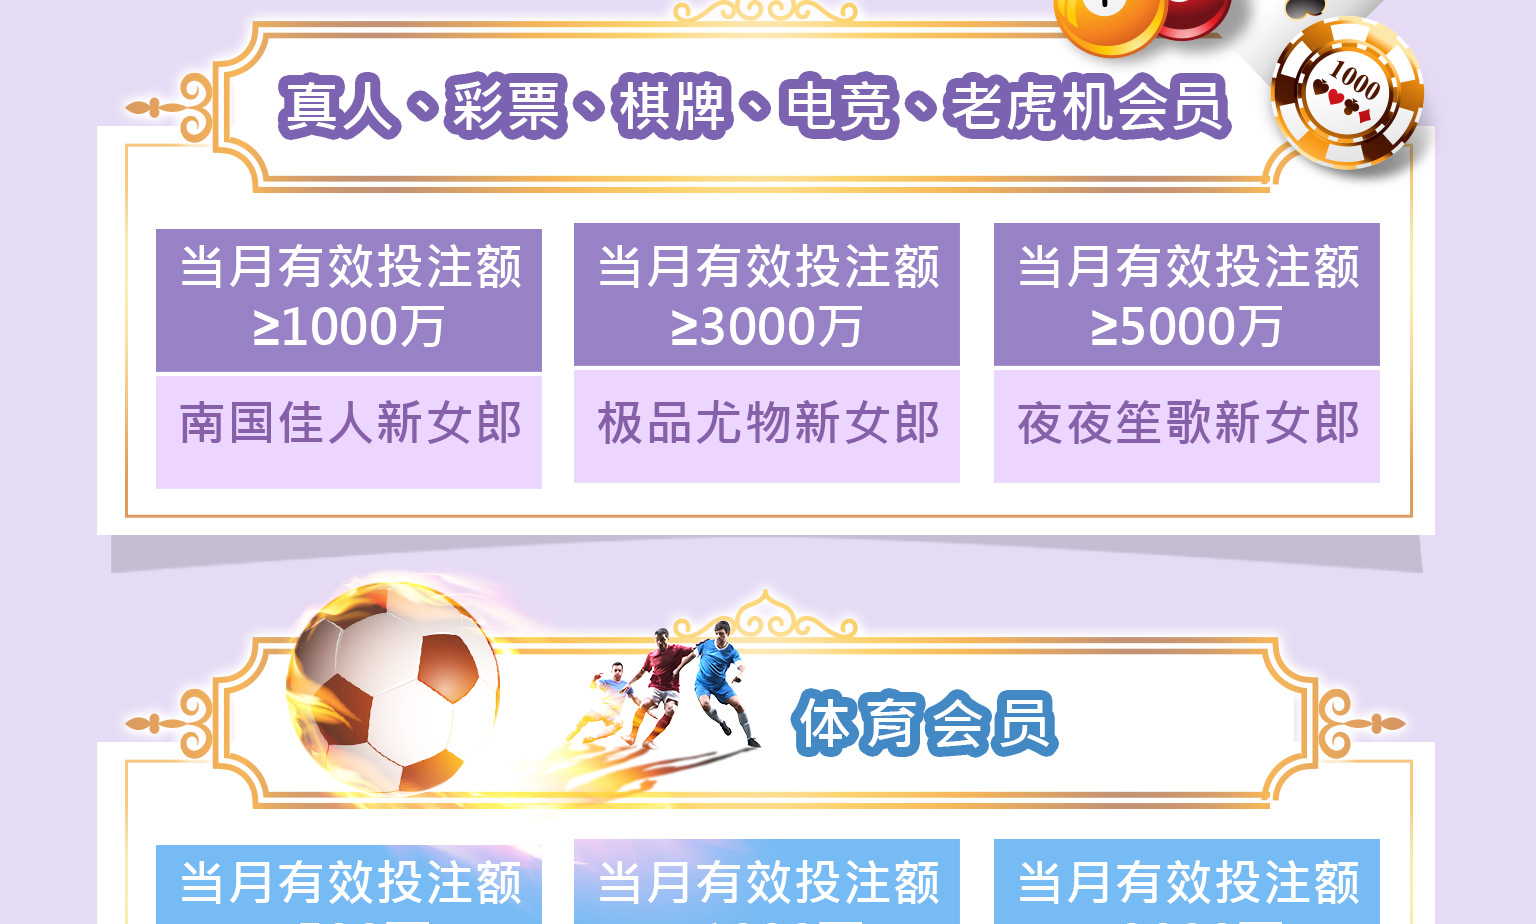 1000
真人、彩票、棋牌、电竞、老虎机会员
当月有效投注额
≥1000万
当月有效投注额
≥3000万
当月有效投注额
≥5000万
南国佳人新女郎
极品尤物新女郎
夜夜笙歌新女郎
体育会员
当月有效投注额
当月有效投注额
当月有效投注额